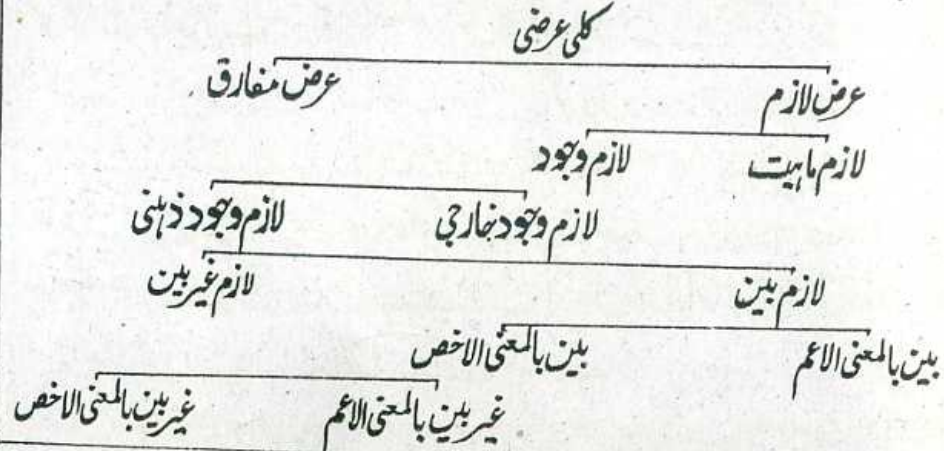 کلی عرضی
عرض لازم عرض مفارق
لازم ماہیت لازم وجود
لازم وجود خارجی لازم وجود ذہنی
لازم بین لازم غیر بین
بین بالمعنی الاعم بین بالمعنی الاخص
غیر بین بالمعنی الاعم غیر بین بالمعنی الاخص